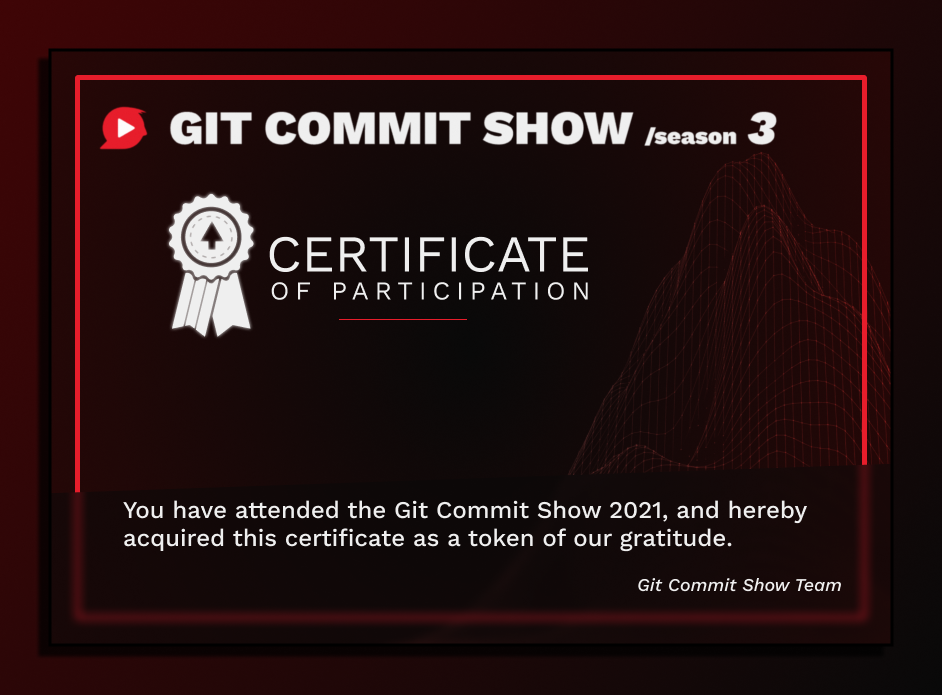 GIT COMMIT SHOW /season 3
CERTIFICATE
OF PARTICIPATION
You have attended the Git Commit Show 2021, and hereby
acquired this certificate as a token of our gratitude.
Git Commit Show Team